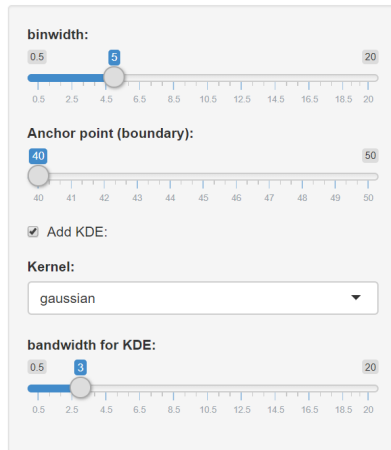 binwidth:
0.5 5 20
0.5 2.5 4.5 6.5 8.5 10.5 12.5 14.5 16.5 18.5 20
Anchor point (boundary):
40 50
40 41 42 43 44 45 46 47 48 49 50
Add KDE:
Kernel:
gaussian
bandwidth for KDE:
0.5 3 20
0.5 2.5 4.5 6.5 8.5 10.5 12.5 14.5 16.5 18.5 20